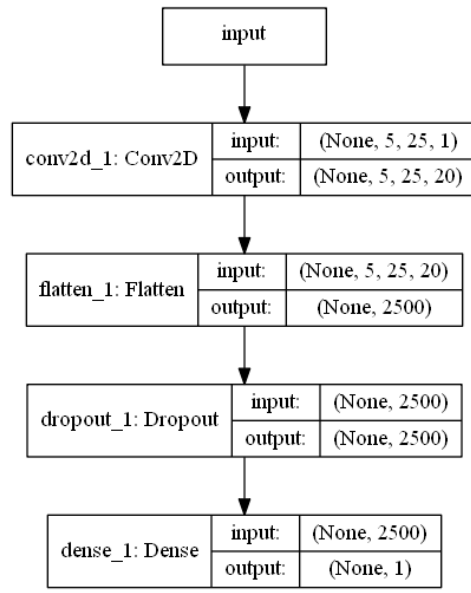 input
conv2d_1: Conv2D
input:
(None, 5, 25, 1)
output:
(None, 5, 25, 20)
flatten_1: Flatten
input:
(None, 5, 25, 20)
output:
(None, 2500)
dropout_1: Dropout
input:
(None, 2500)
output:
(None, 2500)
dense_1: Dense
input:
(None, 2500)
output:
(None, 1)